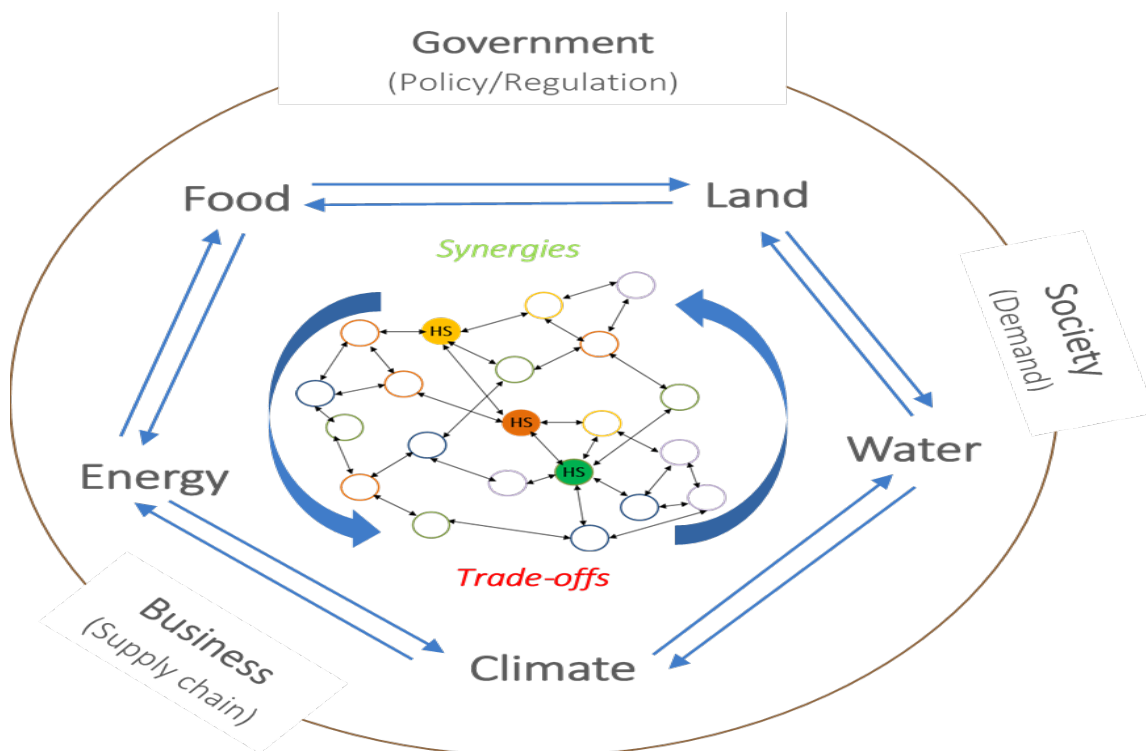 Government
(Policy/Regulation)
Food
Land
Synergies
Society
(Demand)
HS
HS
HS
Water
Energy
Trade-offs
Business
(Supply chain)
Climate